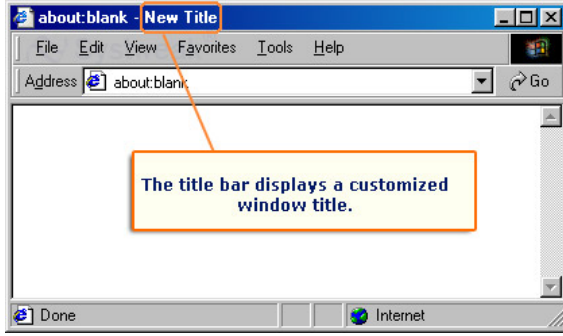 about:blank - New Title
File Edit View Favorites Tools Help
Address about:blank Go
The title bar displays a customized
window title.
Done Internet